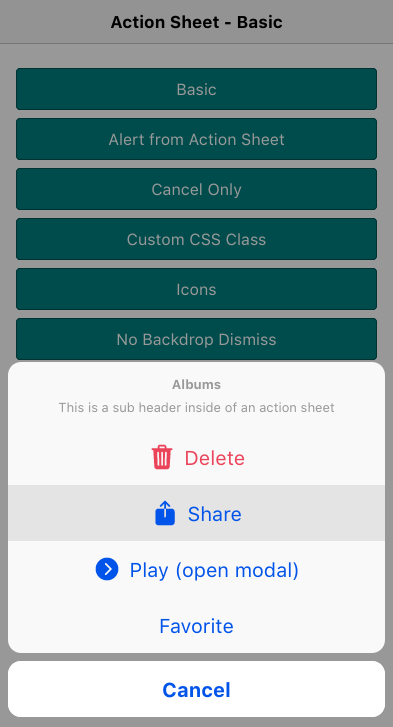 Action Sheet - Basic
Basic
Alert from Action Sheet
Cancel Only
Custom CSS Class
Icons
No Backdrop Dismiss
Albums
This is a sub header inside of an action sheet
Delete
Share
Play (open modal)
Favorite
Cancel